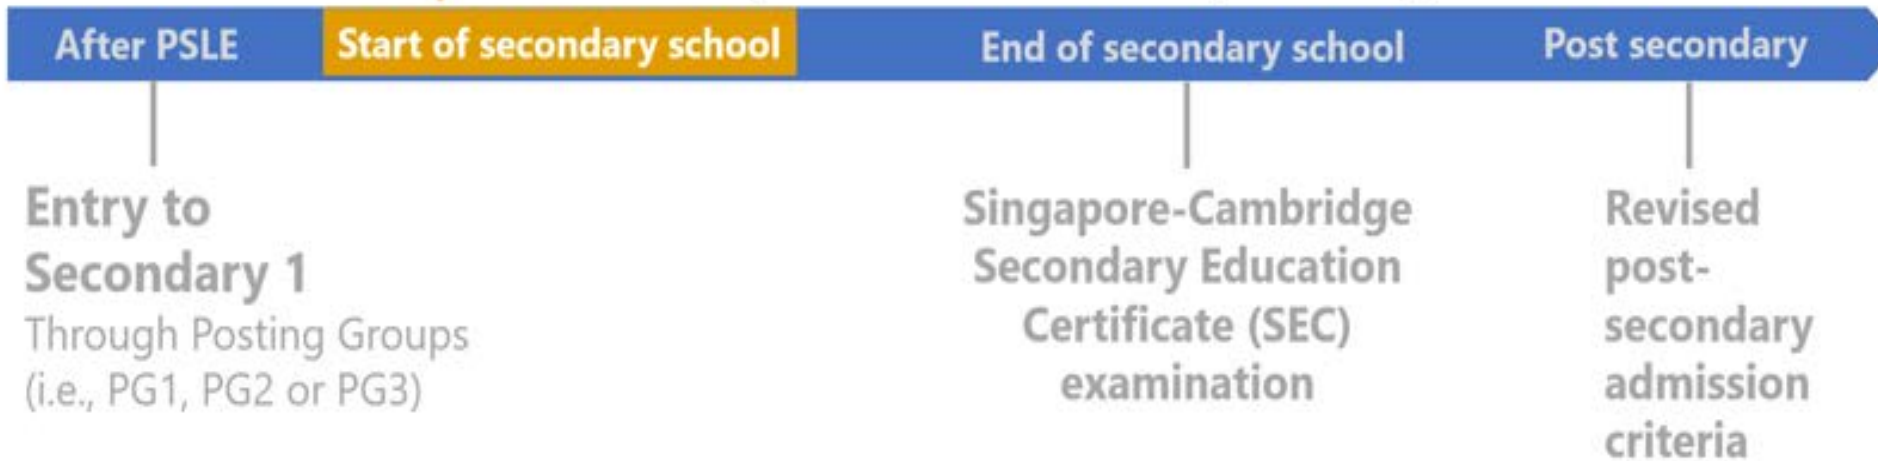 After PSLE
Start of secondary school
End of secondary school
Post secondary
Entry to
Secondary 1
Through Posting Groups
(i.e., PG1, PG2 or PG3)
Singapore-Cambridge
Secondary Education
Certificate (SEC)
examination
Revised
post-
secondary
admission
criteria